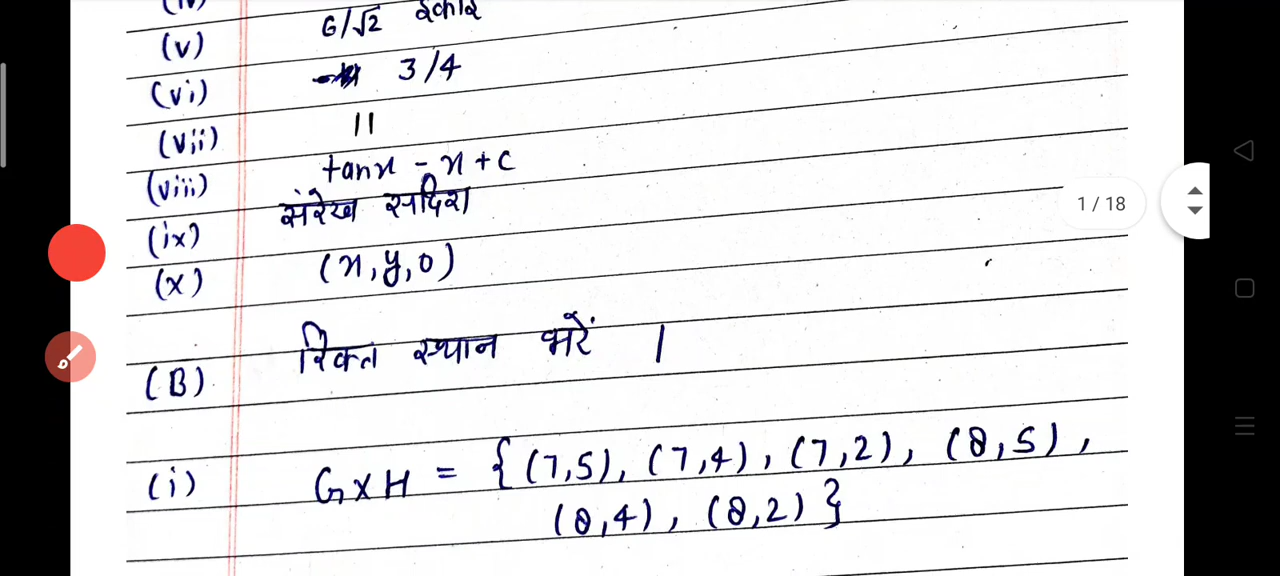 (v) 6/√2 इकाई
(vi) 3/4
(vii) 11
(viii) tanx - x + c
(ix) संरेख सदिश
(x) (x, y, 0)
1 / 18
(B) रिक्त स्थान भरें |
(i) G×H = {(7,5), (7,4), (7,2), (8,5),
(8,4), (8,2)}